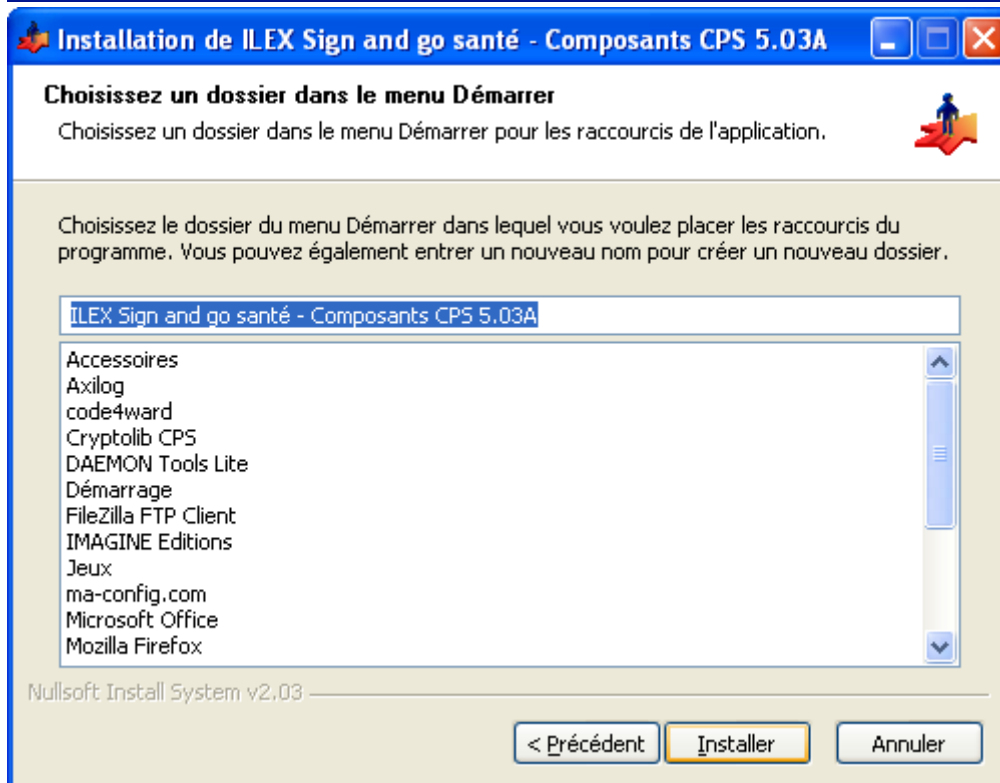 Installation de ILEX Sign and go santé - Composants CPS 5.03A
Choisissez un dossier dans le menu Démarrer
Choisissez un dossier dans le menu Démarrer pour les raccourcis de l'application.
Choisissez le dossier du menu Démarrer dans lequel vous voulez placer les raccourcis du
programme. Vous pouvez également entrer un nouveau nom pour créer un nouveau dossier.
ILEX Sign and go santé - Composants CPS 5.03A
Accessoires
Axilog
code4ward
Cryptolib CPS
DAEMON Tools Lite
Démarrage
FileZilla FTP Client
IMAGINE Editions
Jeux
ma-config.com
Microsoft Office
Mozilla Firefox
Nullsoft Install System v2.03
< Précédent
Installer
Annuler